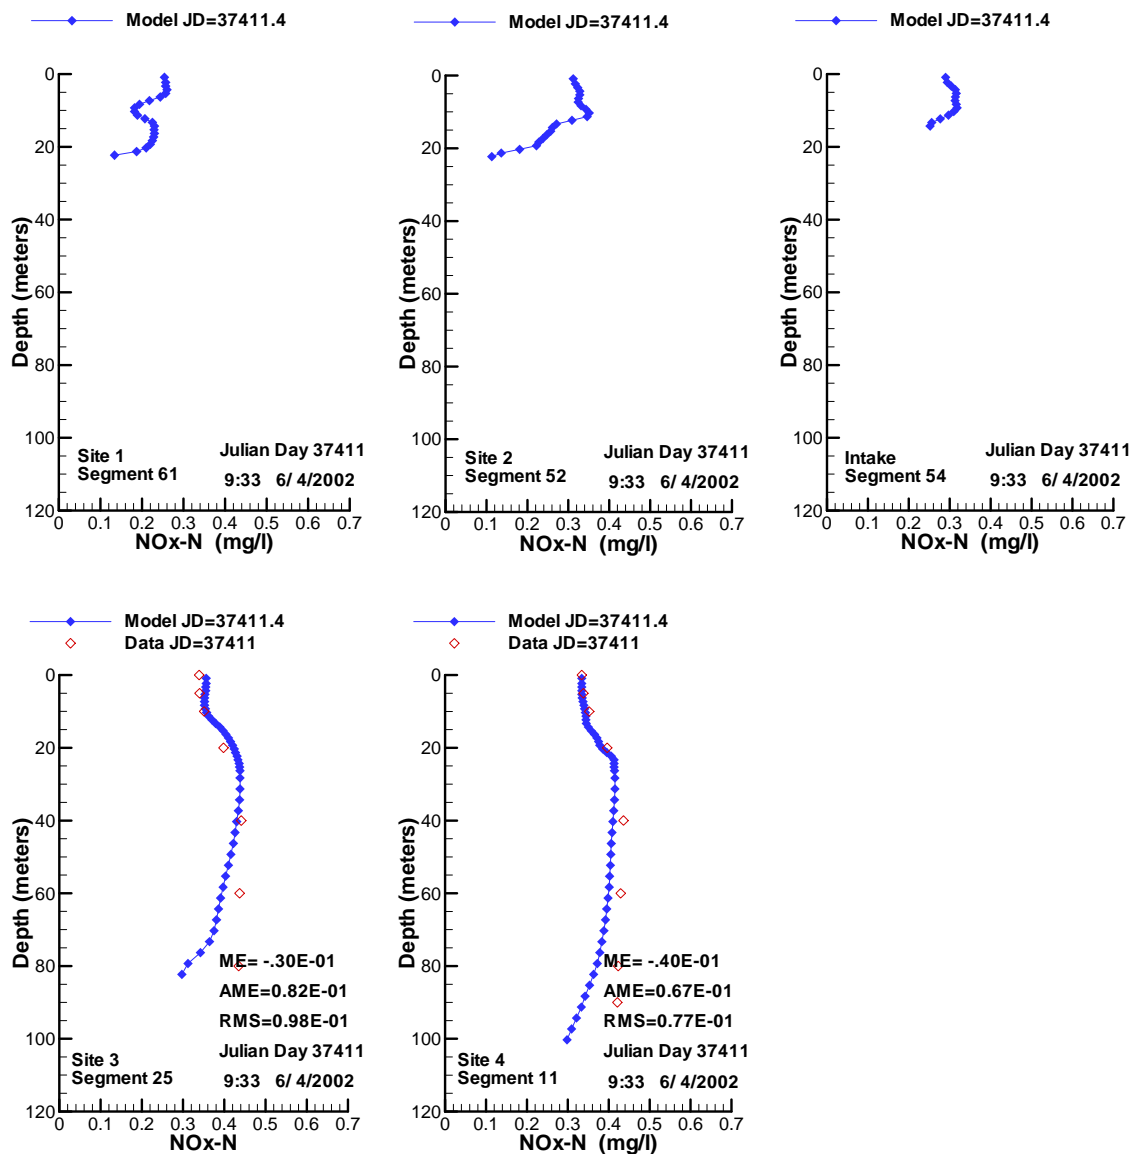 Model JD=37411.4
0
20
40
60
80
100
120
Depth (meters)
Site 1
Segment 61
Julian Day 37411
9:33 6/ 4/2002
0 0.1 0.2 0.3 0.4 0.5 0.6 0.7
NOx-N (mg/l)
Model JD=37411.4
0
20
40
60
80
100
120
Depth (meters)
Site 2
Segment 52
Julian Day 37411
9:33 6/ 4/2002
0 0.1 0.2 0.3 0.4 0.5 0.6 0.7
NOx-N (mg/l)
Model JD=37411.4
0
20
40
60
80
100
120
Depth (meters)
Intake
Segment 54
Julian Day 37411
9:33 6/ 4/2002
0 0.1 0.2 0.3 0.4 0.5 0.6 0.7
NOx-N (mg/l)
Model JD=37411.4
Data JD=37411
0
20
40
60
80
100
120
Depth (meters)
ME= -.30E-01
AME=0.82E-01
RMS=0.98E-01
Site 3
Segment 25
Julian Day 37411
9:33 6/ 4/2002
0 0.1 0.2 0.3 0.4 0.5 0.6 0.7
NOx-N
Model JD=37411.4
Data JD=37411
0
20
40
60
80
100
120
Depth (meters)
ME= -.40E-01
AME=0.67E-01
RMS=0.77E-01
Site 4
Segment 11
Julian Day 37411
9:33 6/ 4/2002
0 0.1 0.2 0.3 0.4 0.5 0.6 0.7
NOx-N (mg/l)